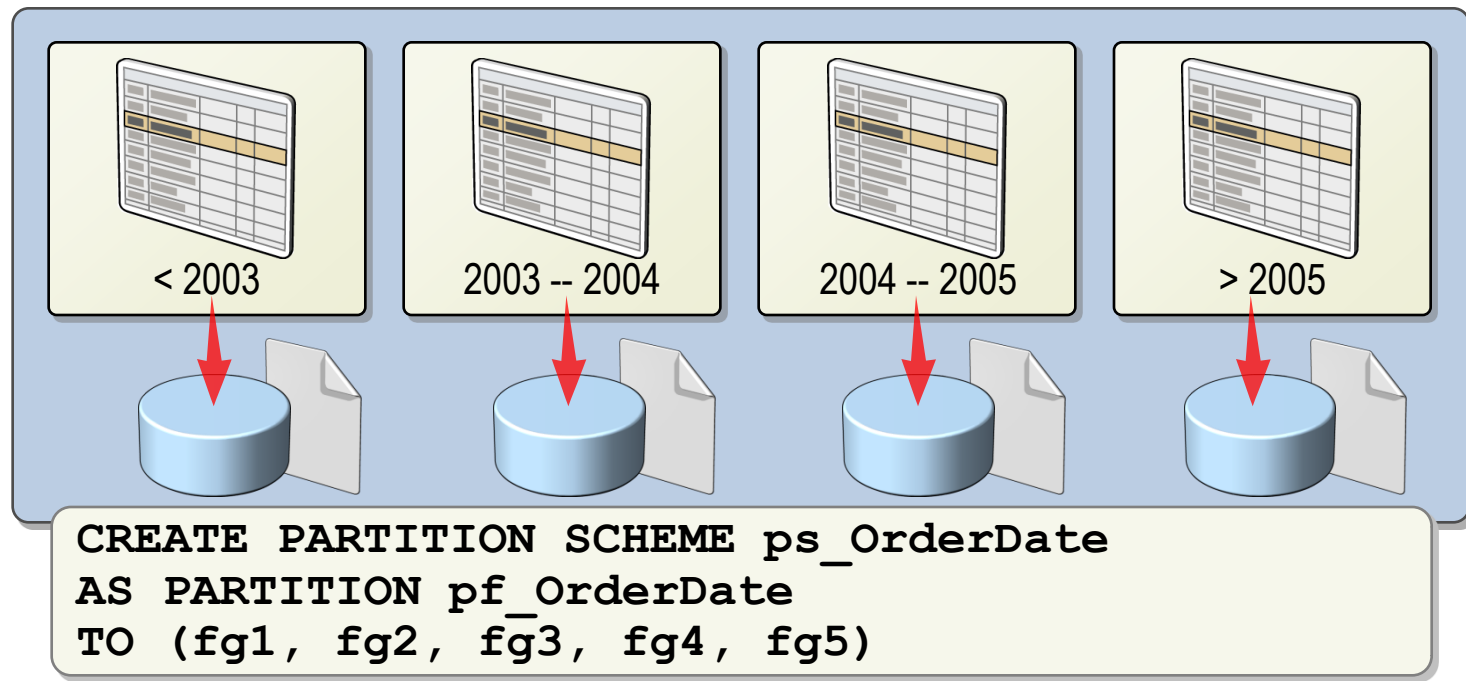 < 2003
2003 -- 2004
2004 -- 2005
> 2005
CREATE PARTITION SCHEME ps_OrderDate
AS PARTITION pf_OrderDate
TO (fg1, fg2, fg3, fg4, fg5)